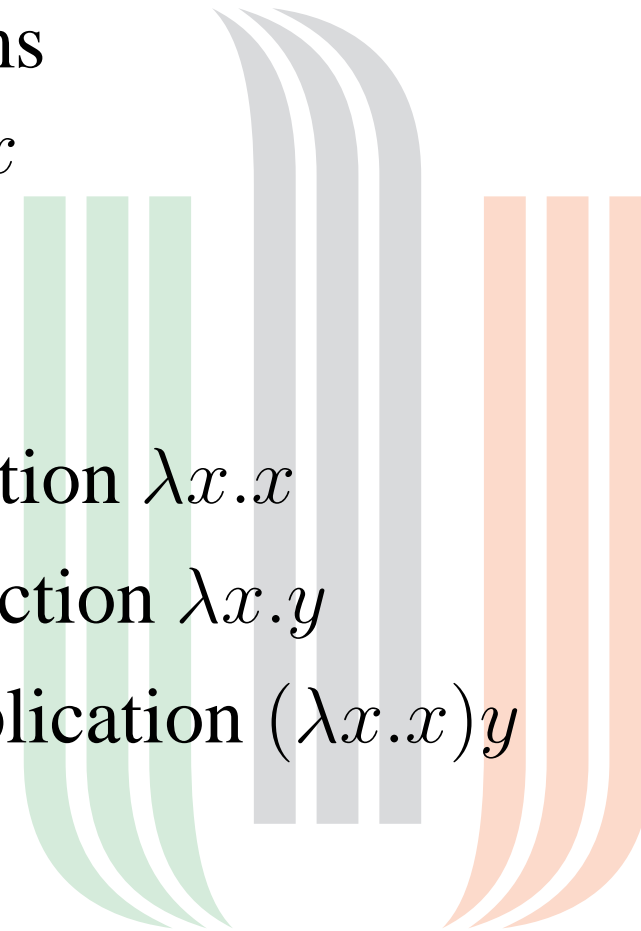 ns
x
tion λx.x
ction λx.y
plication (λx.x)y